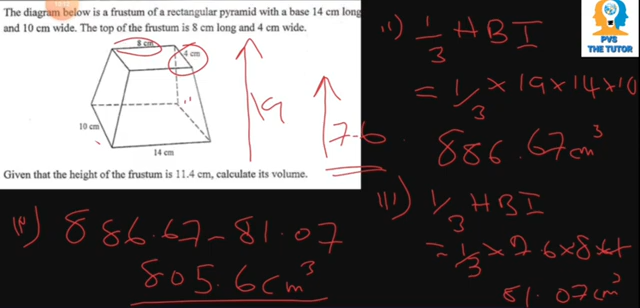 The diagram below is a frustum of a rectangular pyramid with a base 14 cm long
and 10 cm wide. The top of the frustum is 8 cm long and 4 cm wide.
8 cm
4 cm
10 cm
14 cm
19
7.6
Given that the height of the frustum is 11.4 cm, calculate its volume.
PVS
THE TUTOR
11) 1/3 HBI
= 1/3 × 19 × 14 × 10
886.67cm³
111) 1/3 HBI
= 1/3 × 7.6 × 8 × 4
81.07cm³
886.67 - 81.07
805.6cm³